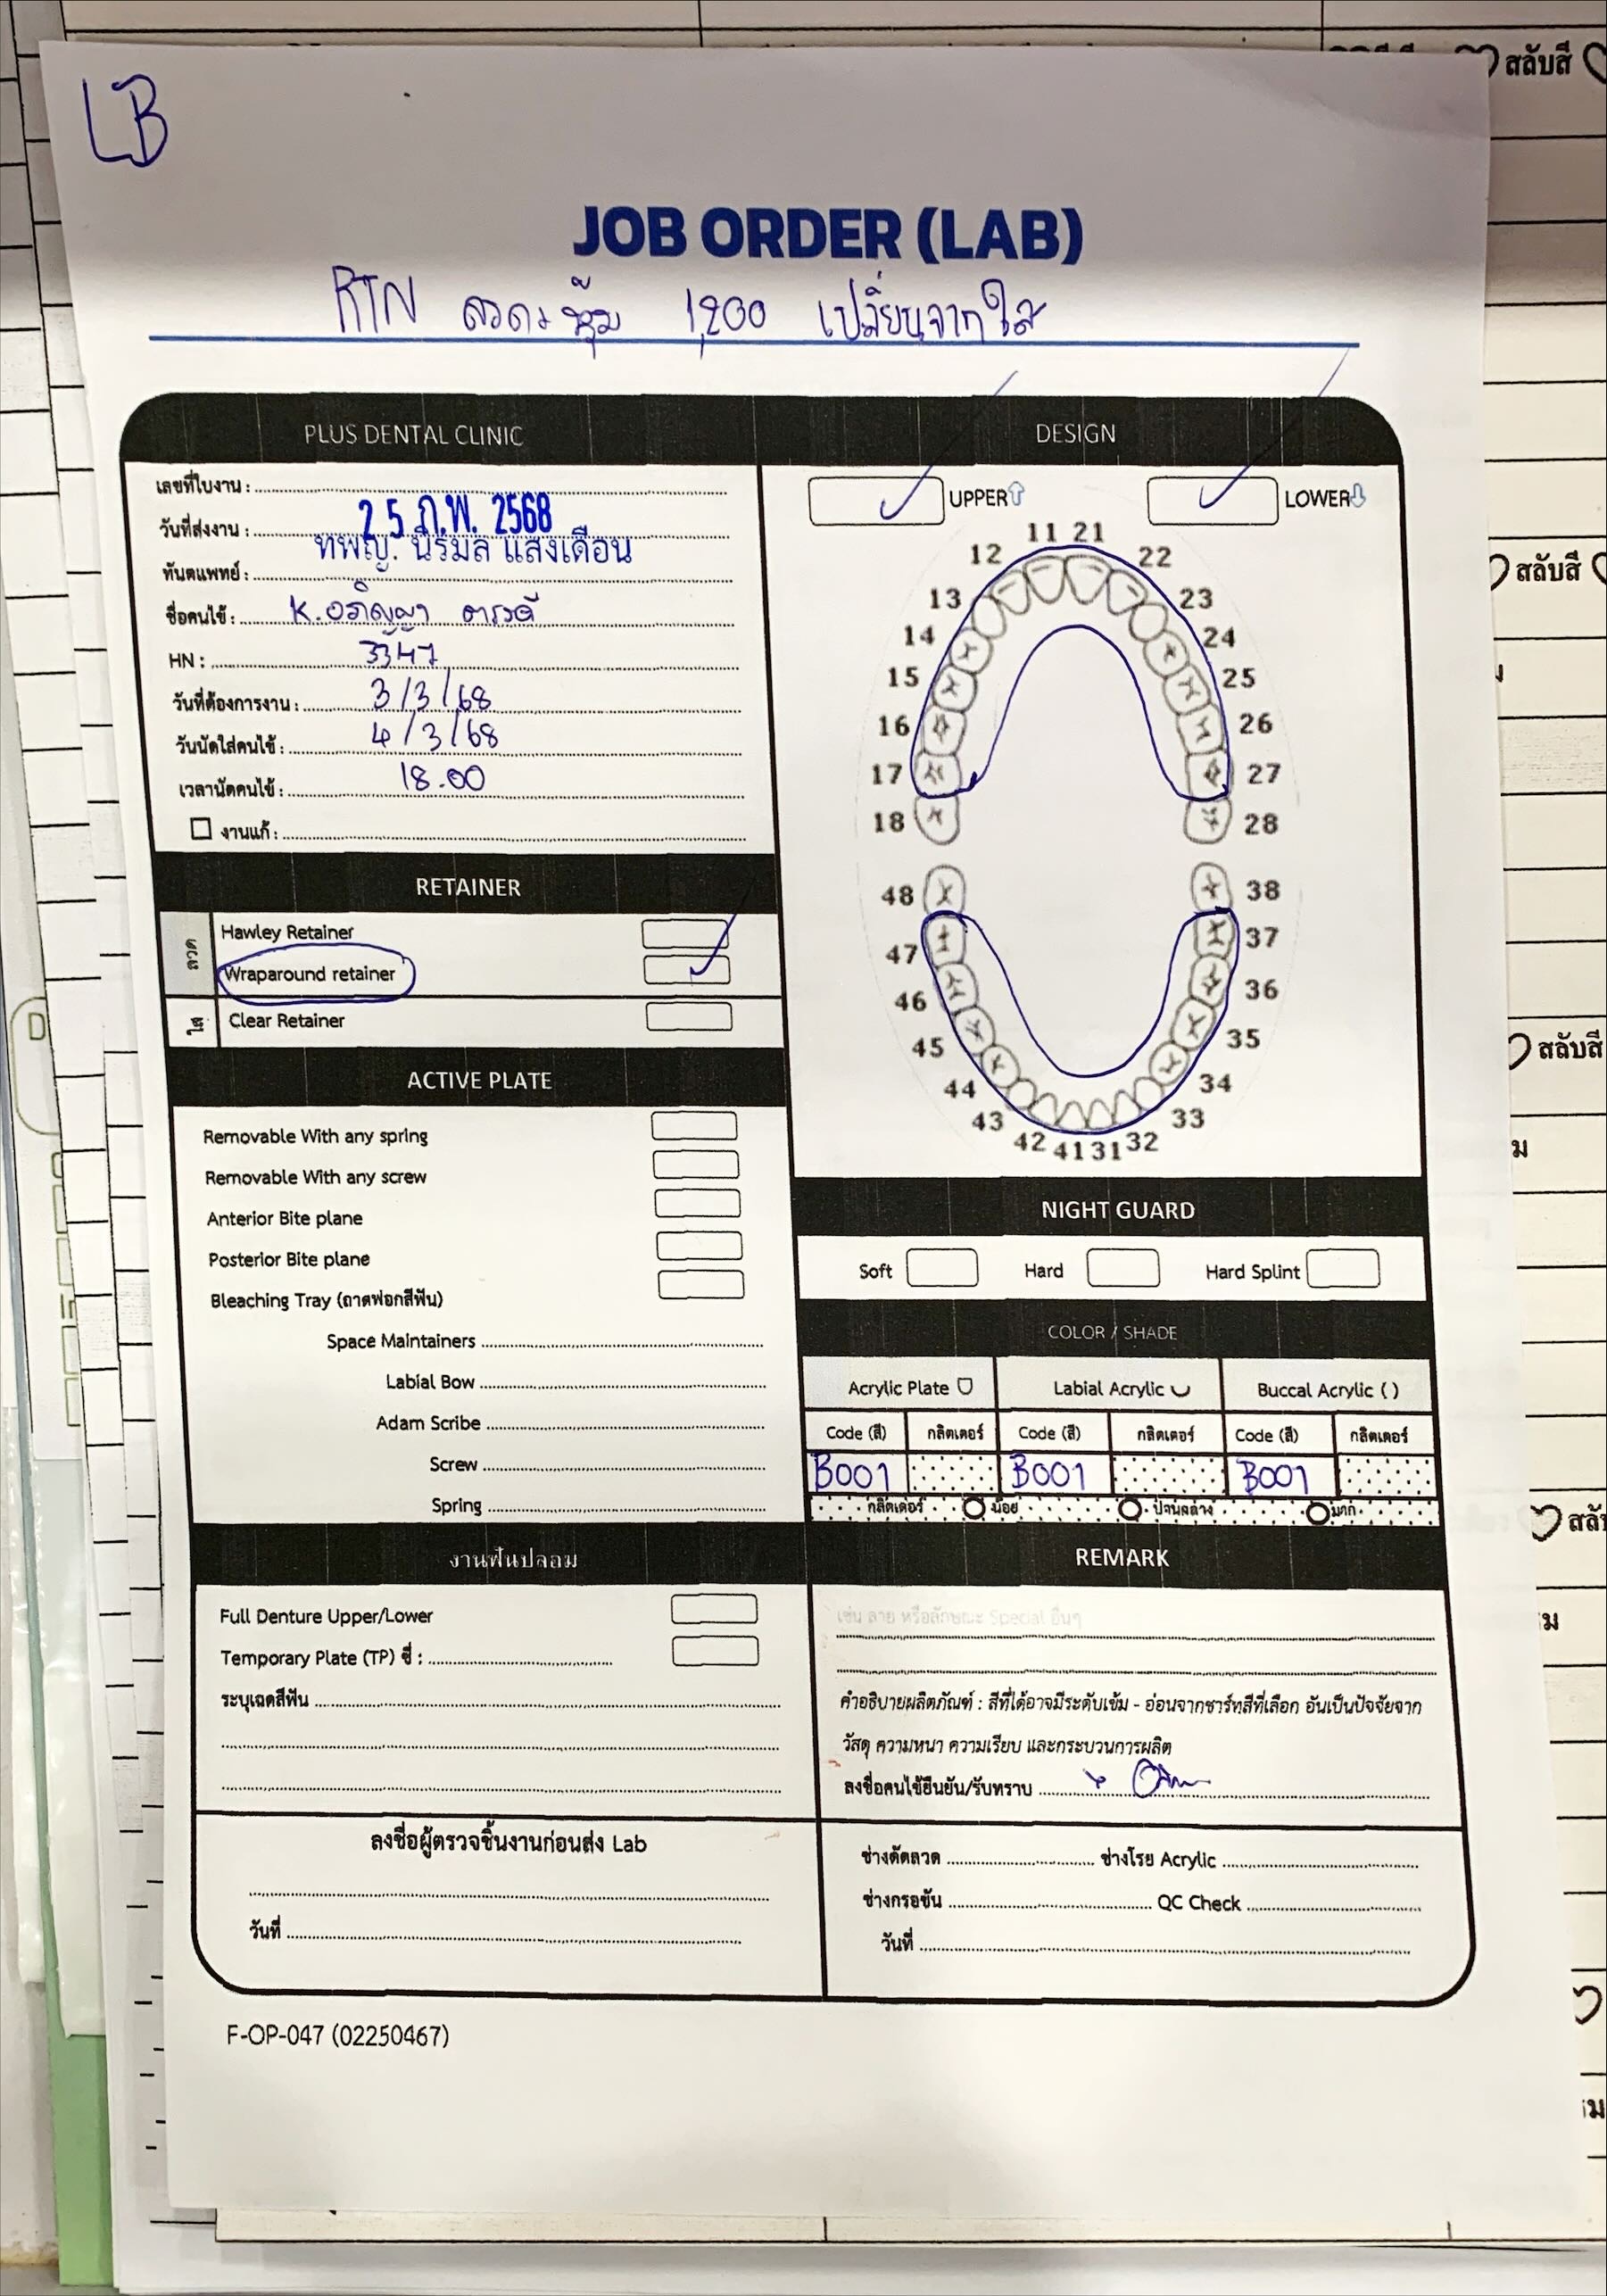 LB
JOB ORDER (LAB)
RTN ลวด หุ้ม 1,200 เปลี่ยนจากใส
PLUS DENTAL CLINIC
เลขที่ใบงาน :
วันที่ส่งงาน : 25 ก.พ. 2568
ทันตแพทย์ : ทพญ. นิรมล แสงเดือน
ชื่อคนไข้ : K. อภิญญา
HN : 3347
วันที่ต้องการงาน : 3/3/68
วันนัดใส่คนไข้ : 4/3/68
เวลานัดคนไข้ : 18.00
งานแก้ :
DESIGN
UPPER LOWER
11 21
12 22
13 23
14 24
15 25
16 26
17 27
18 28
48 38
47 37
46 36
45 35
44 34
43 33
42 41 31 32
RETAINER
ลวด
Hawley Retainer
Wraparound retainer
ใส
Clear Retainer
ACTIVE PLATE
Removable With any spring
Removable With any screw
Anterior Bite plane
Posterior Bite plane
Bleaching Tray (ถาดฟอกสีฟัน)
Space Maintainers
Labial Bow
Adam Scribe
Screw
Spring
NIGHT GUARD
Soft Hard Hard Splint
COLOR / SHADE
Acrylic Plate Labial Acrylic Buccal Acrylic ( )
Code (สี) กลิตเตอร์ Code (สี) กลิตเตอร์ Code (สี) กลิตเตอร์
B001 B001 B001
กลิตเตอร์ น้อย ปานกลาง มาก
งานฟันปลอม
Full Denture Upper/Lower
Temporary Plate (TP) ซี่ :
ระบุเฉดสีฟัน
REMARK
เช่น ลาย หรือลักษณะ Special อื่นๆ
คำอธิบายผลิตภัณฑ์ : สีที่ได้อาจมีระดับเข้ม - อ่อนจากชาร์ทสีที่เลือก อันเป็นปัจจัยจาก
วัสดุ ความหนา ความเรียบ และกระบวนการผลิต
ลงชื่อคนไข้ยืนยัน/รับทราบ
ลงชื่อผู้ตรวจชิ้นงานก่อนส่ง Lab
วันที่
ช่างดัดลวด ช่างโรย Acrylic
ช่างกรอขัน QC Check
วันที่
F-OP-047 (02250467)
สลับสี
สลับสี
สลับสี
สลับ